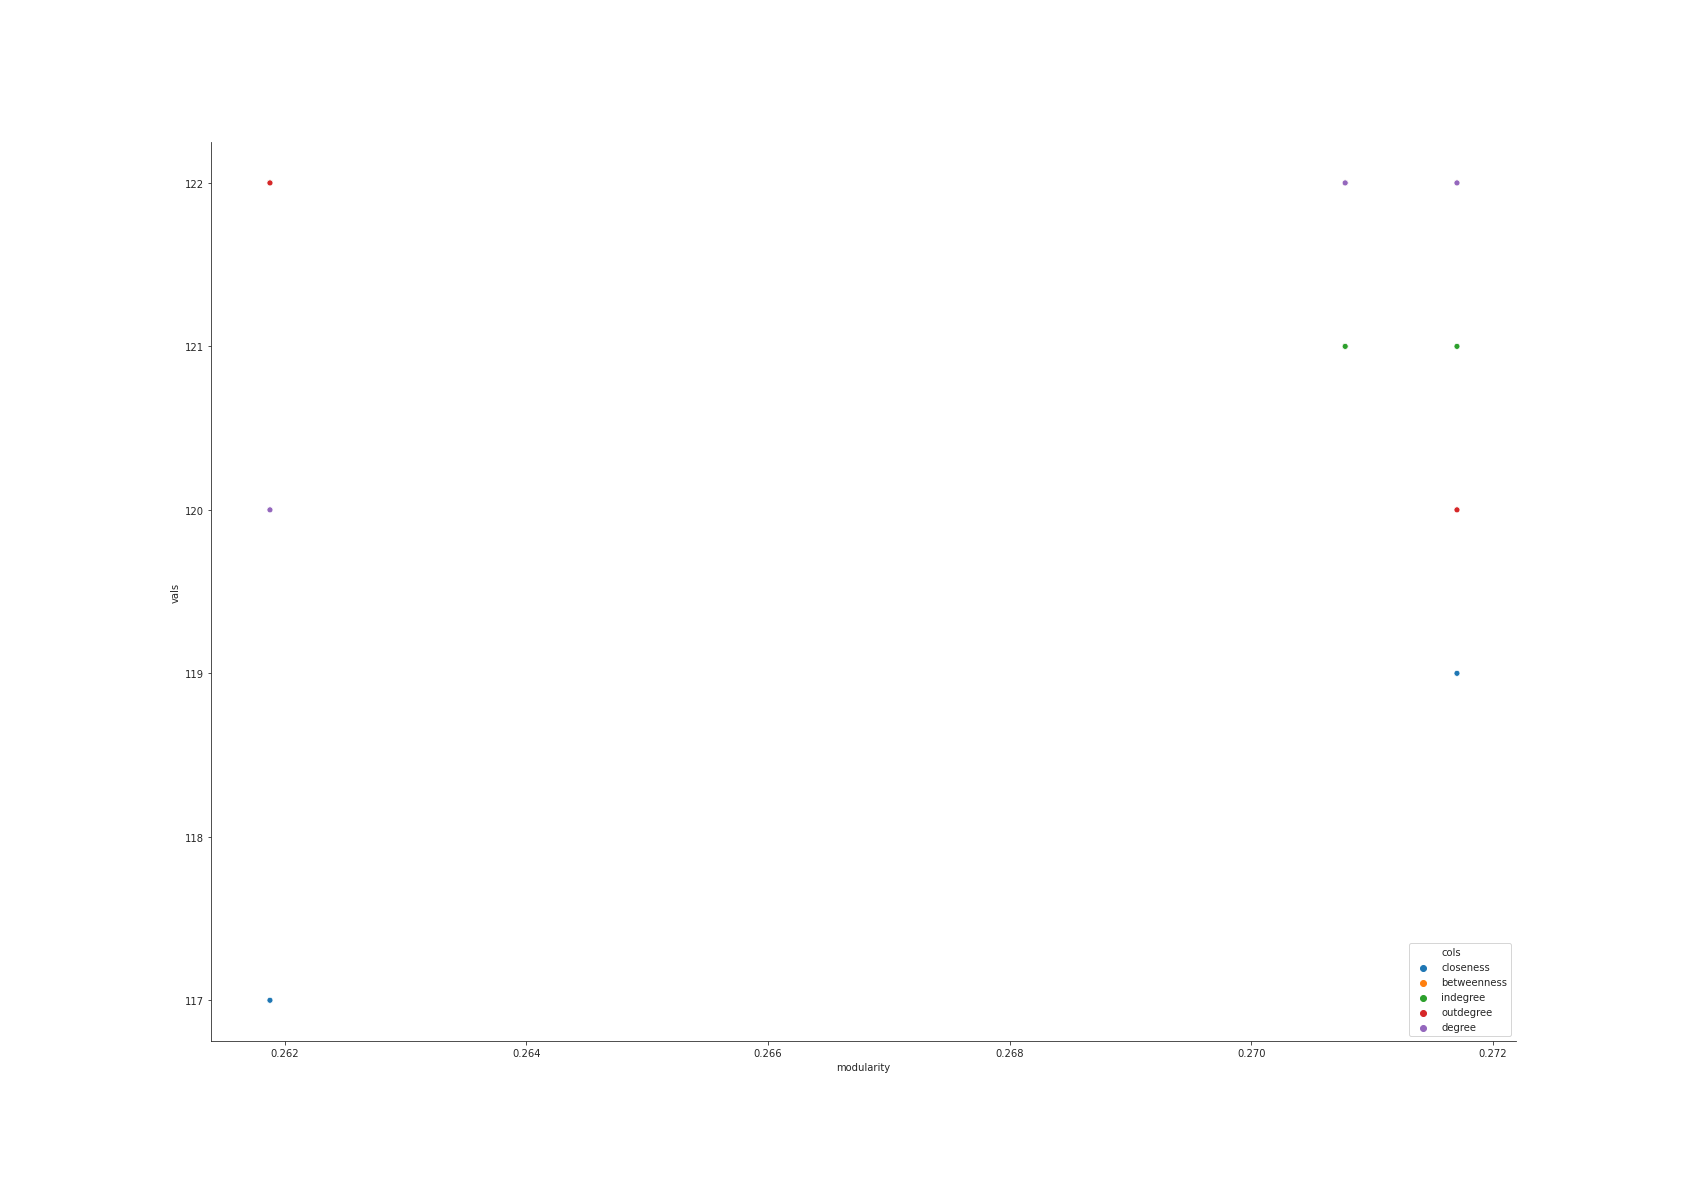 122
121
120
119
118
117
vals
0.262 0.264 0.266 0.268 0.270 0.272
modularity
cols
closeness
betweenness
indegree
outdegree
degree